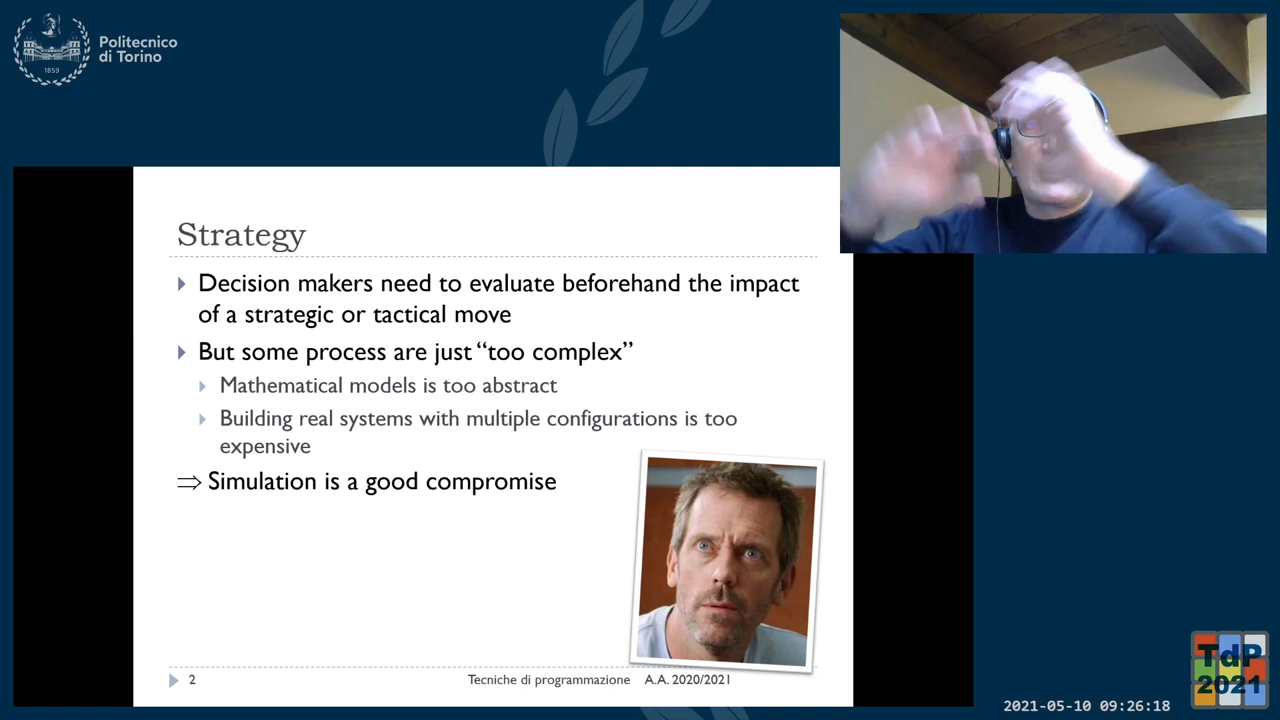 Politecnico
di Torino
1859
Strategy
Decision makers need to evaluate beforehand the impact
of a strategic or tactical move
But some process are just “too complex”
Mathematical models is too abstract
Building real systems with multiple configurations is too
expensive
⇒ Simulation is a good compromise
2 Tecniche di programmazione A.A. 2020/2021
TdP
2021
2021-05-10 09:26:18